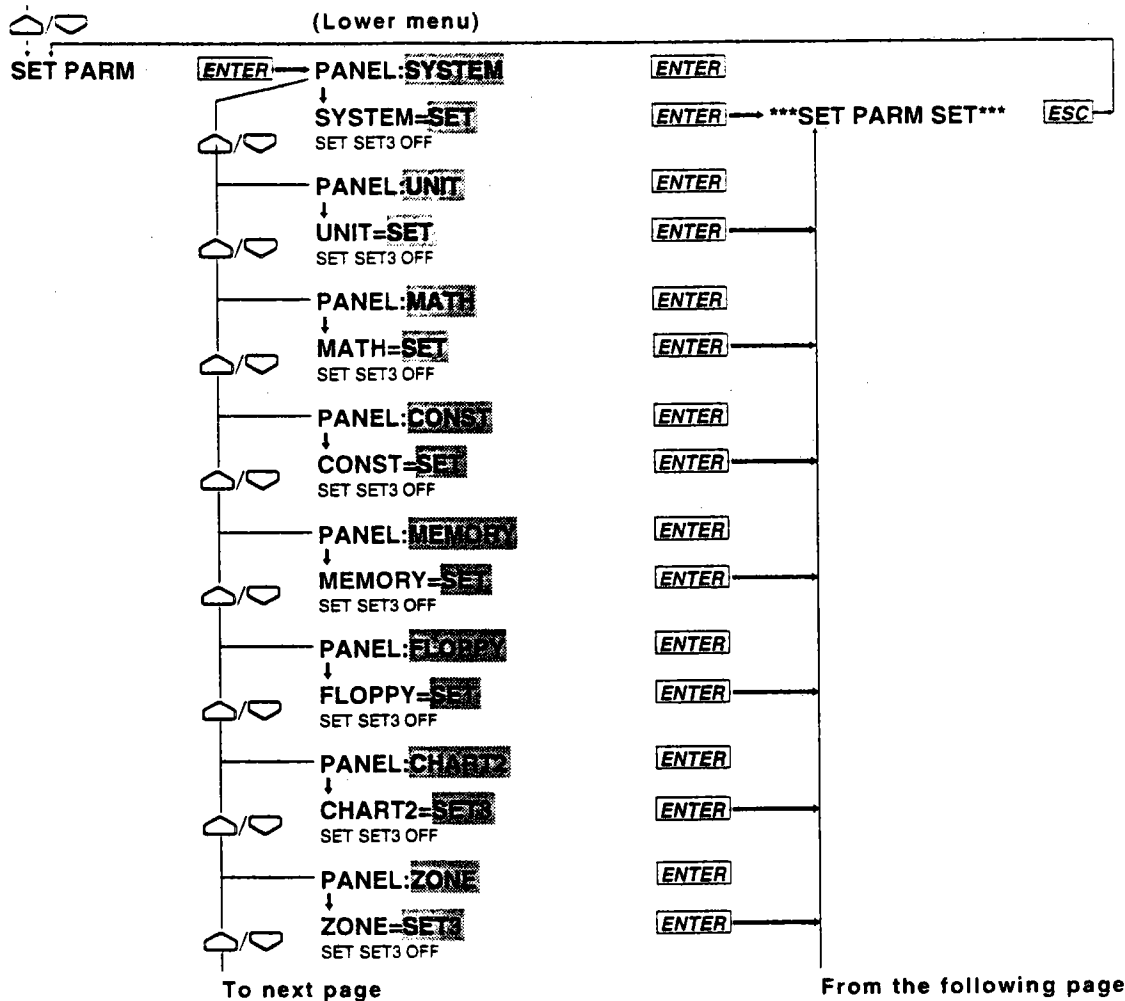 (Lower menu)
SET PARM ENTER PANEL:SYSTEM ENTER
SYSTEM=SET ENTER ***SET PARM SET*** ESC
SET SET3 OFF
PANEL:UNIT ENTER
UNIT=SET ENTER
SET SET3 OFF
PANEL:MATH ENTER
MATH=SET ENTER
SET SET3 OFF
PANEL:CONST ENTER
CONST=SET ENTER
SET SET3 OFF
PANEL:MEMORY ENTER
MEMORY=SET ENTER
SET SET3 OFF
PANEL:FLOPPY ENTER
FLOPPY=SET ENTER
SET SET3 OFF
PANEL:CHART2 ENTER
CHART2=SET3 ENTER
SET SET3 OFF
PANEL:ZONE ENTER
ZONE=SET3 ENTER
SET SET3 OFF
To next page From the following page